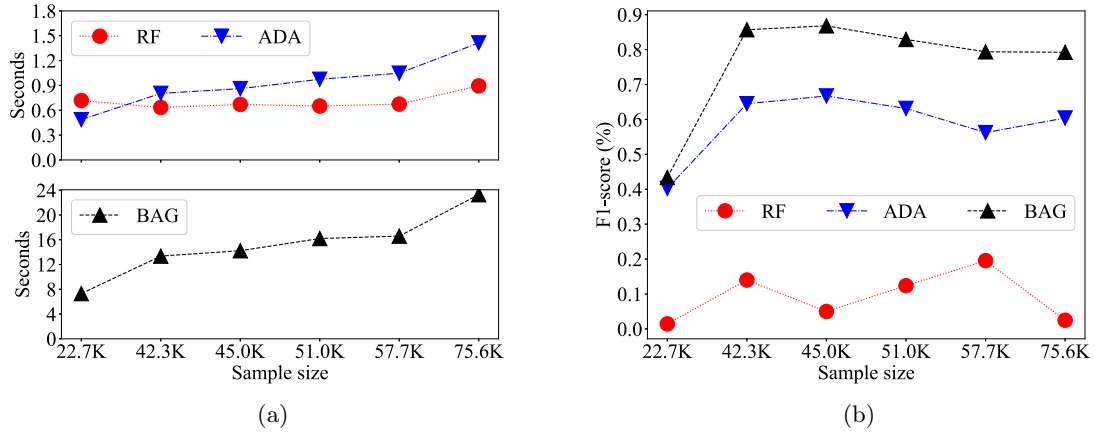 1.8
1.5
1.2
0.9
0.6
0.3
0.0
Seconds
RF ADA
24
20
16
12
8
4
0
Seconds
BAG
22.7K 42.3K 45.0K 51.0K 57.7K 75.6K
Sample size
(a)
0.9
0.8
0.7
0.6
0.5
0.4
0.3
0.2
0.1
0.0
F1-score (%)
RF ADA BAG
22.7K 42.3K 45.0K 51.0K 57.7K 75.6K
Sample size
(b)